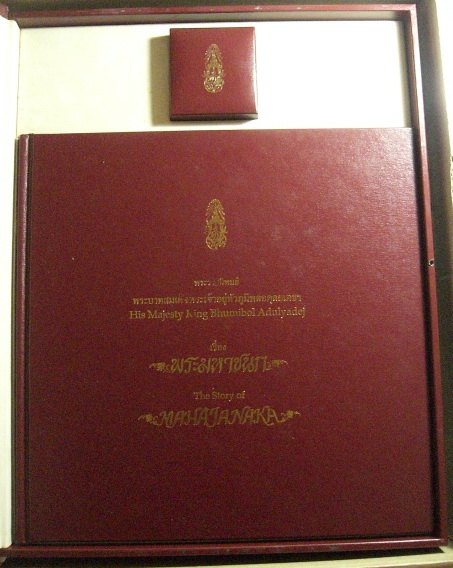 พระราชนิพนธ์
พระบาทสมเด็จพระเจ้าอยู่หัวภูมิพลอดุลยเดชฯ
His Majesty King Bhumibol Adulyadej
เรื่อง
พระมหาชนก
The Story of
MAHAJANAKA